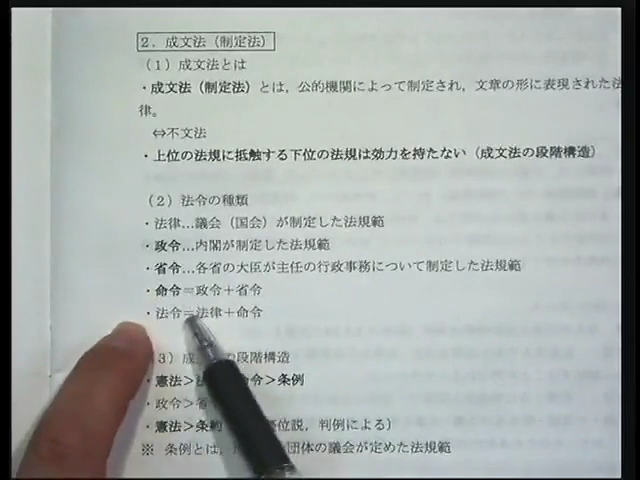 2．成文法（制定法）
（1）成文法とは
・成文法（制定法）とは，公的機関によって制定され，文章の形に表現された法
律。
⇔不文法
・上位の法規に抵触する下位の法規は効力を持たない（成文法の段階構造）
（2）法令の種類
・法律…議会（国会）が制定した法規範
・政令…内閣が制定した法規範
・省令…各省の大臣が主任の行政事務について制定した法規範
・命令＝政令＋省令
・法令＝法律＋命令
3）成 の段階構造
・憲法＞法 令＞条例
・政令＞省
・憲法＞条約 位説，判例による）
※ 条例とは， 団体の議会が定めた法規範